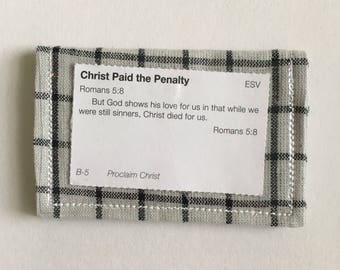 Christ Paid the Penalty ESV
Romans 5:8
But God shows his love for us in that while we
were still sinners, Christ died for us.
Romans 5:8
B-5 Proclaim Christ